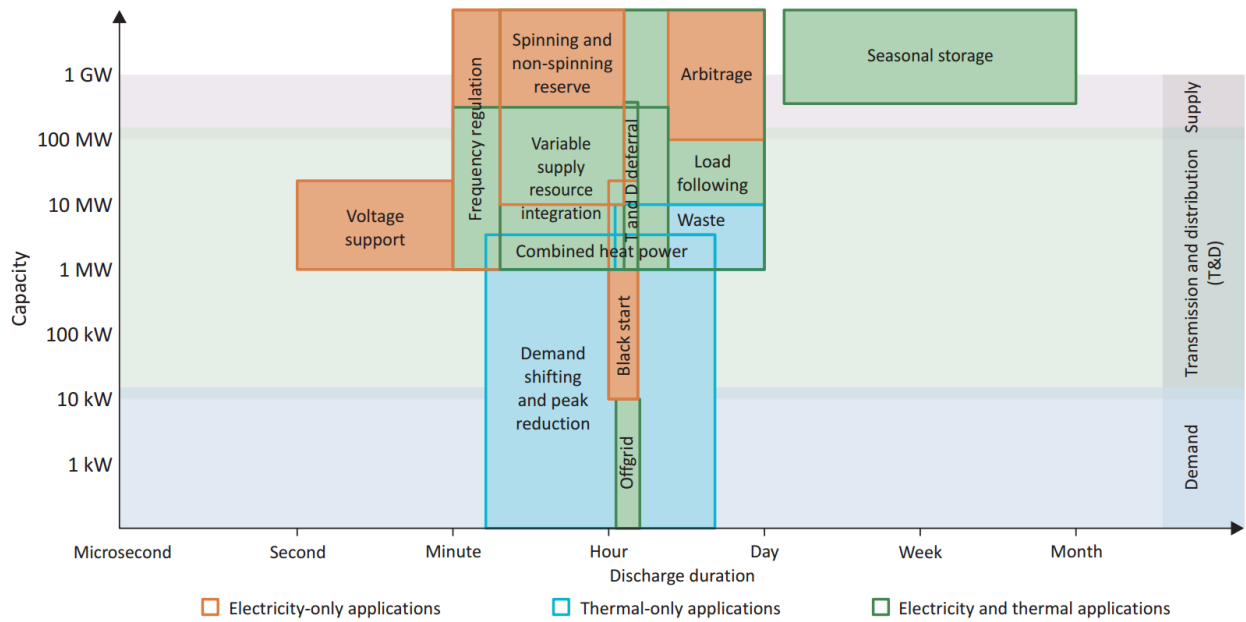 Capacity
1 GW
100 MW
10 MW
1 MW
100 kW
10 kW
1 kW
Frequency regulation
Spinning and
non-spinning
reserve
Arbitrage
Seasonal storage
Variable
supply
resource
integration
T and D deferral
Load
following
Voltage
support
Waste
Combined heat power
Demand
shifting
and peak
reduction
Black start
Offgrid
Supply
Transmission and distribution
(T&D)
Demand
Microsecond
Second
Minute
Hour
Day
Week
Month
Discharge duration
Electricity-only applications
Thermal-only applications
Electricity and thermal applications